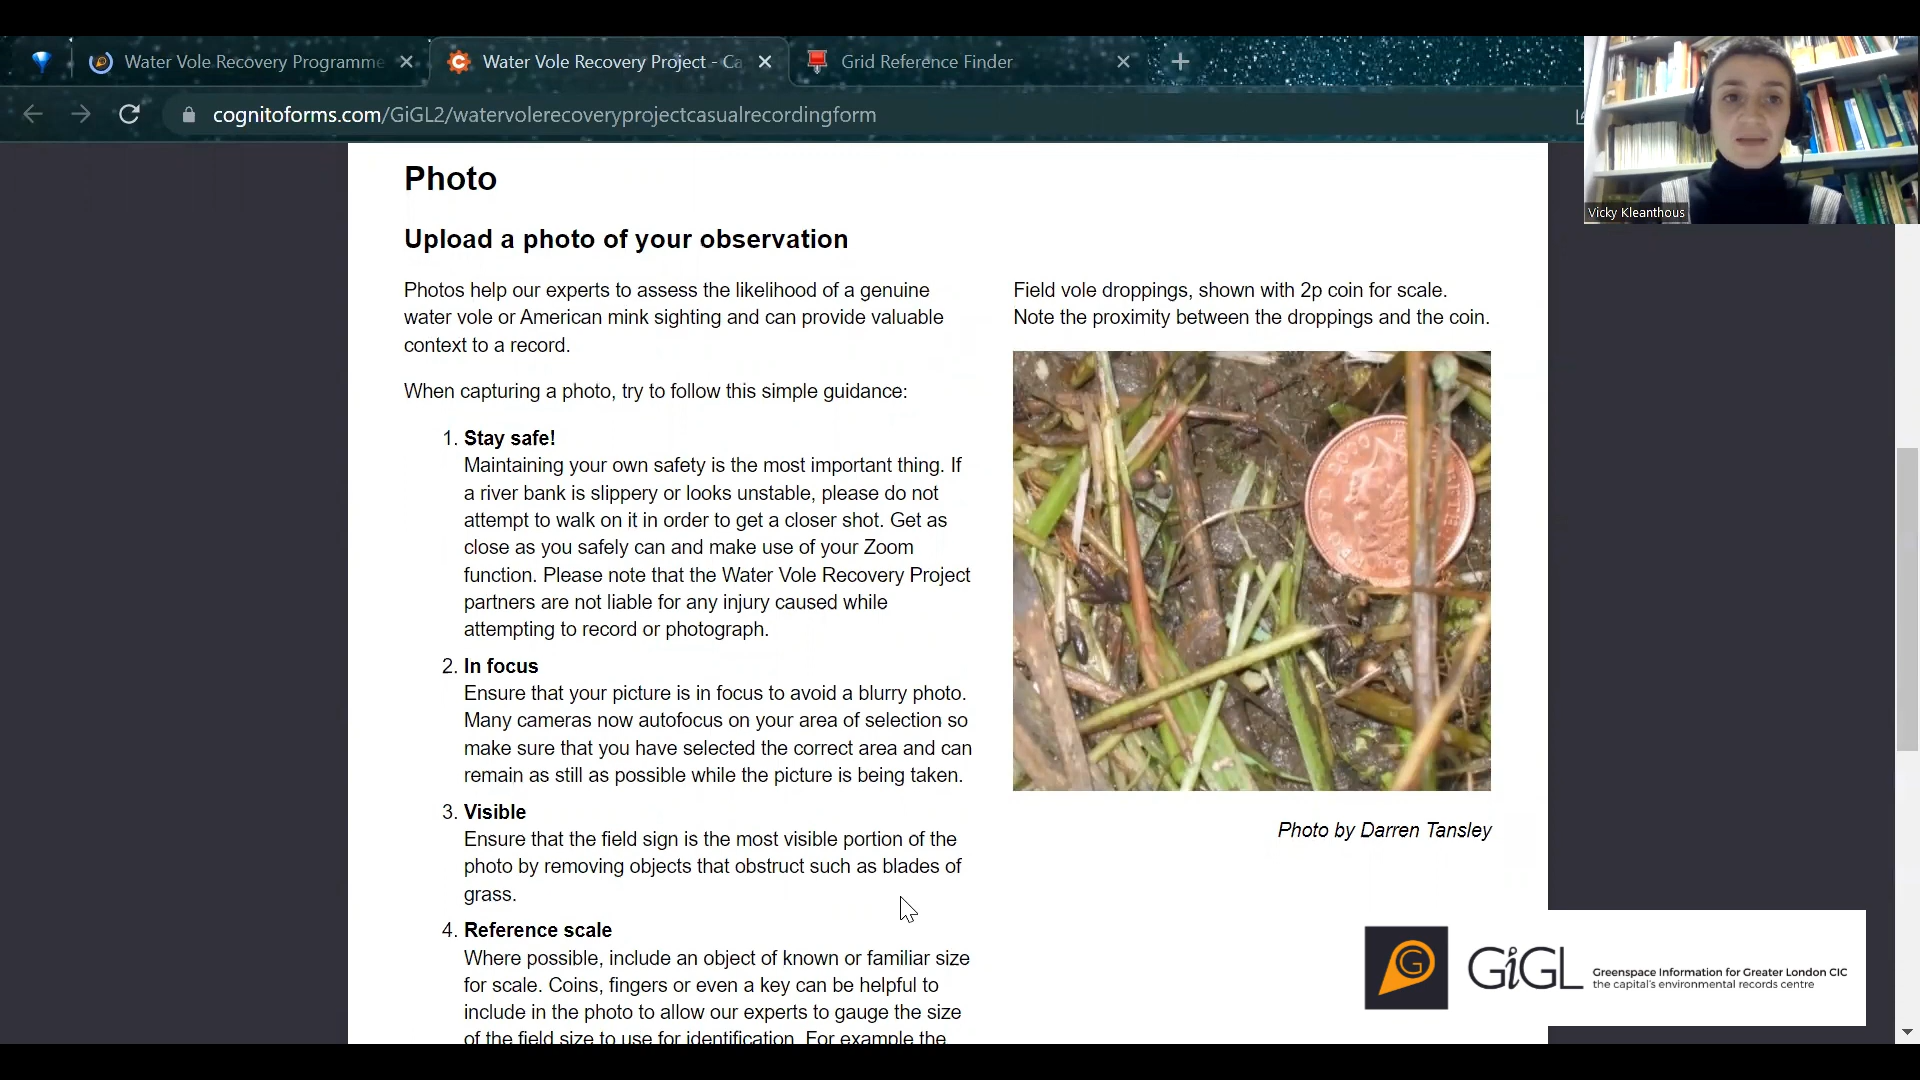 Water Vole Recovery Programme
Water Vole Recovery Project - Ca
Grid Reference Finder
cognitoforms.com/GiGL2/watervolerecoveryprojectcasualrecordingform
Vicky Kleanthous
Photo
Upload a photo of your observation
Photos help our experts to assess the likelihood of a genuine
water vole or American mink sighting and can provide valuable
context to a record.
When capturing a photo, try to follow this simple guidance:
1. Stay safe!
Maintaining your own safety is the most important thing. If
a river bank is slippery or looks unstable, please do not
attempt to walk on it in order to get a closer shot. Get as
close as you safely can and make use of your Zoom
function. Please note that the Water Vole Recovery Project
partners are not liable for any injury caused while
attempting to record or photograph.
2. In focus
Ensure that your picture is in focus to avoid a blurry photo.
Many cameras now autofocus on your area of selection so
make sure that you have selected the correct area and can
remain as still as possible while the picture is being taken.
3. Visible
Ensure that the field sign is the most visible portion of the
photo by removing objects that obstruct such as blades of
grass.
4. Reference scale
Where possible, include an object of known or familiar size
for scale. Coins, fingers or even a key can be helpful to
include in the photo to allow our experts to gauge the size
of the field size to use for identification. For example the
Field vole droppings, shown with 2p coin for scale.
Note the proximity between the droppings and the coin.
Photo by Darren Tansley
G
GiGL
Greenspace Information for Greater London CIC
the capital's environmental records centre